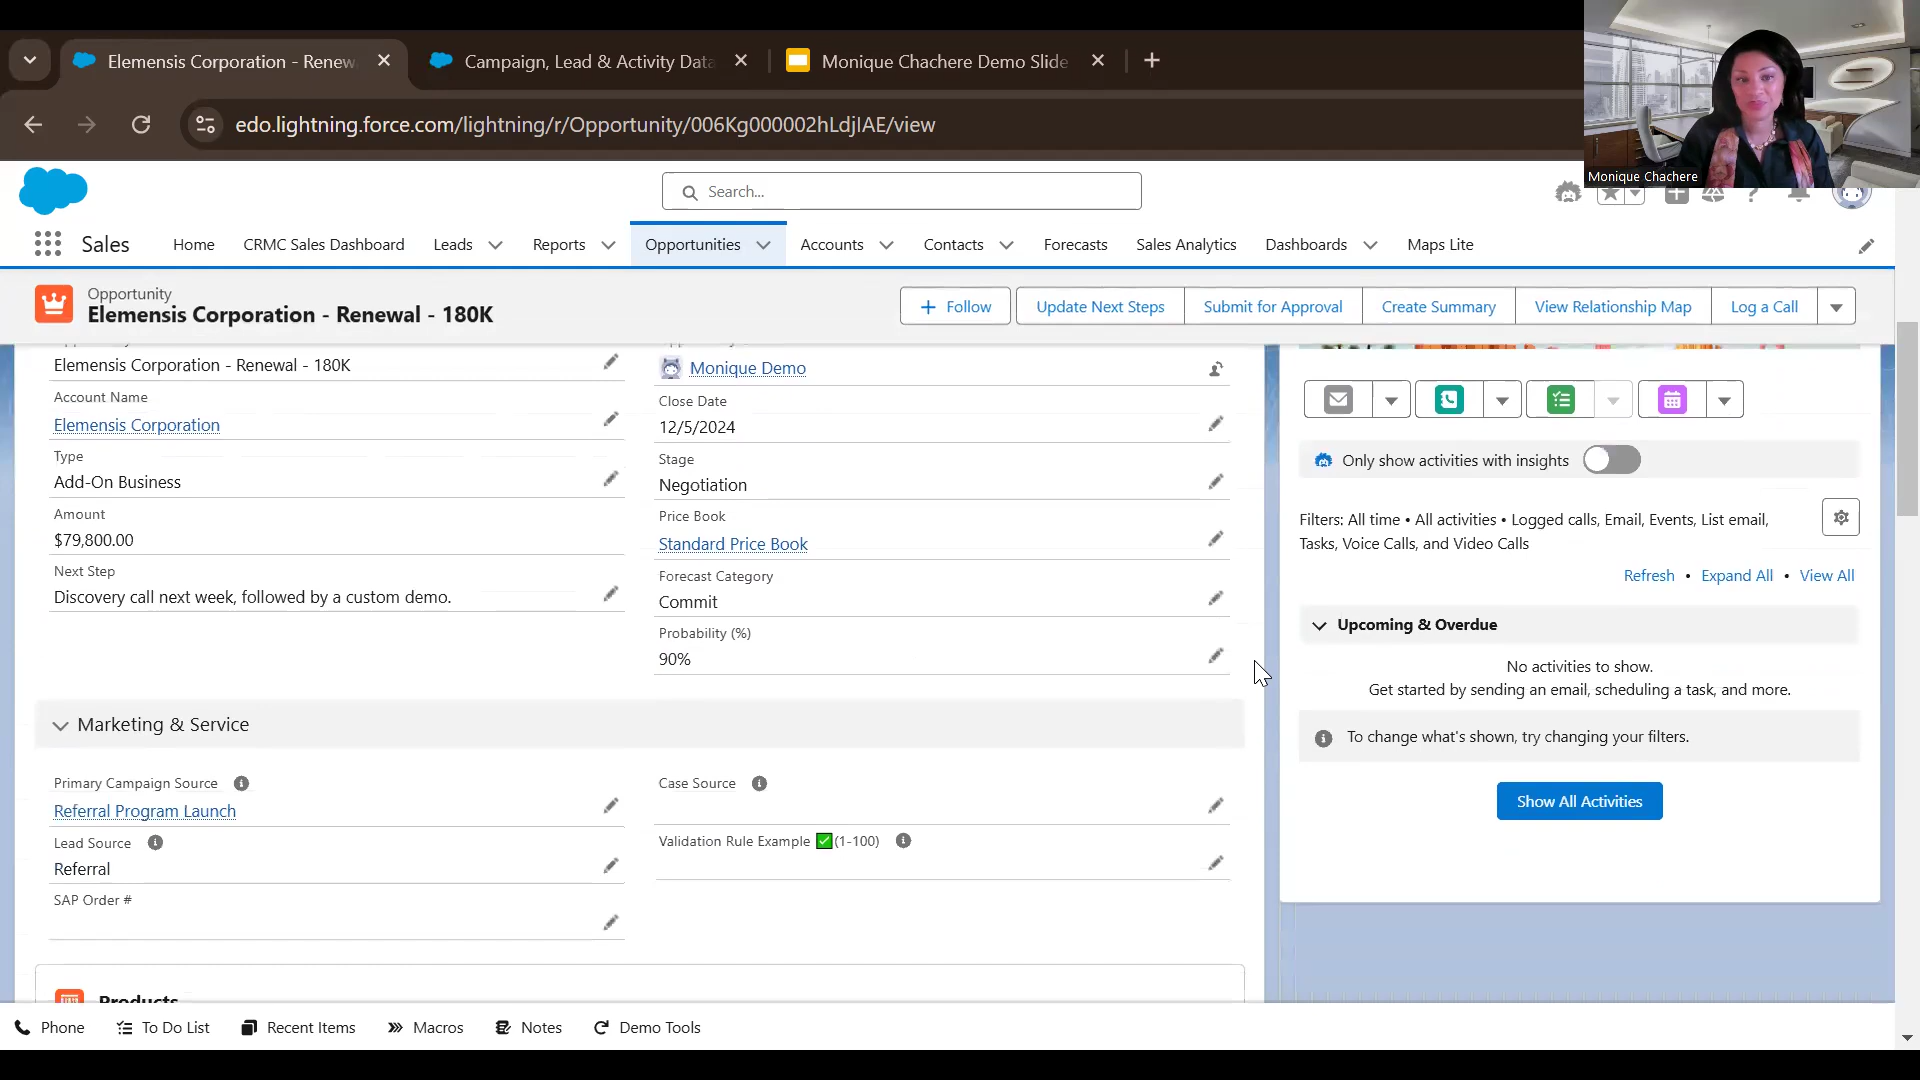 Elemensis Corporation - Renew
Campaign, Lead & Activity Data
Monique Chachere Demo Slide
edo.lightning.force.com/lightning/r/Opportunity/006Kg000002hLdjIAE/view
Monique Chachere
Search...
Sales
Home
CRMC Sales Dashboard
Leads
Reports
Opportunities
Accounts
Contacts
Forecasts
Sales Analytics
Dashboards
Maps Lite
Opportunity
Elemensis Corporation - Renewal - 180K
Follow
Update Next Steps
Submit for Approval
Create Summary
View Relationship Map
Log a Call
Elemensis Corporation - Renewal - 180K
Account Name
Elemensis Corporation
Type
Add-On Business
Amount
$79,800.00
Next Step
Discovery call next week, followed by a custom demo.
Monique Demo
Close Date
12/5/2024
Stage
Negotiation
Price Book
Standard Price Book
Forecast Category
Commit
Probability (%)
90%
Marketing & Service
Primary Campaign Source
Referral Program Launch
Lead Source
Referral
SAP Order #
Case Source
Validation Rule Example ✅(1-100)
Products
Only show activities with insights
Filters: All time • All activities • Logged calls, Email, Events, List email,
Tasks, Voice Calls, and Video Calls
Refresh • Expand All • View All
Upcoming & Overdue
No activities to show.
Get started by sending an email, scheduling a task, and more.
To change what's shown, try changing your filters.
Show All Activities
Phone
To Do List
Recent Items
Macros
Notes
Demo Tools